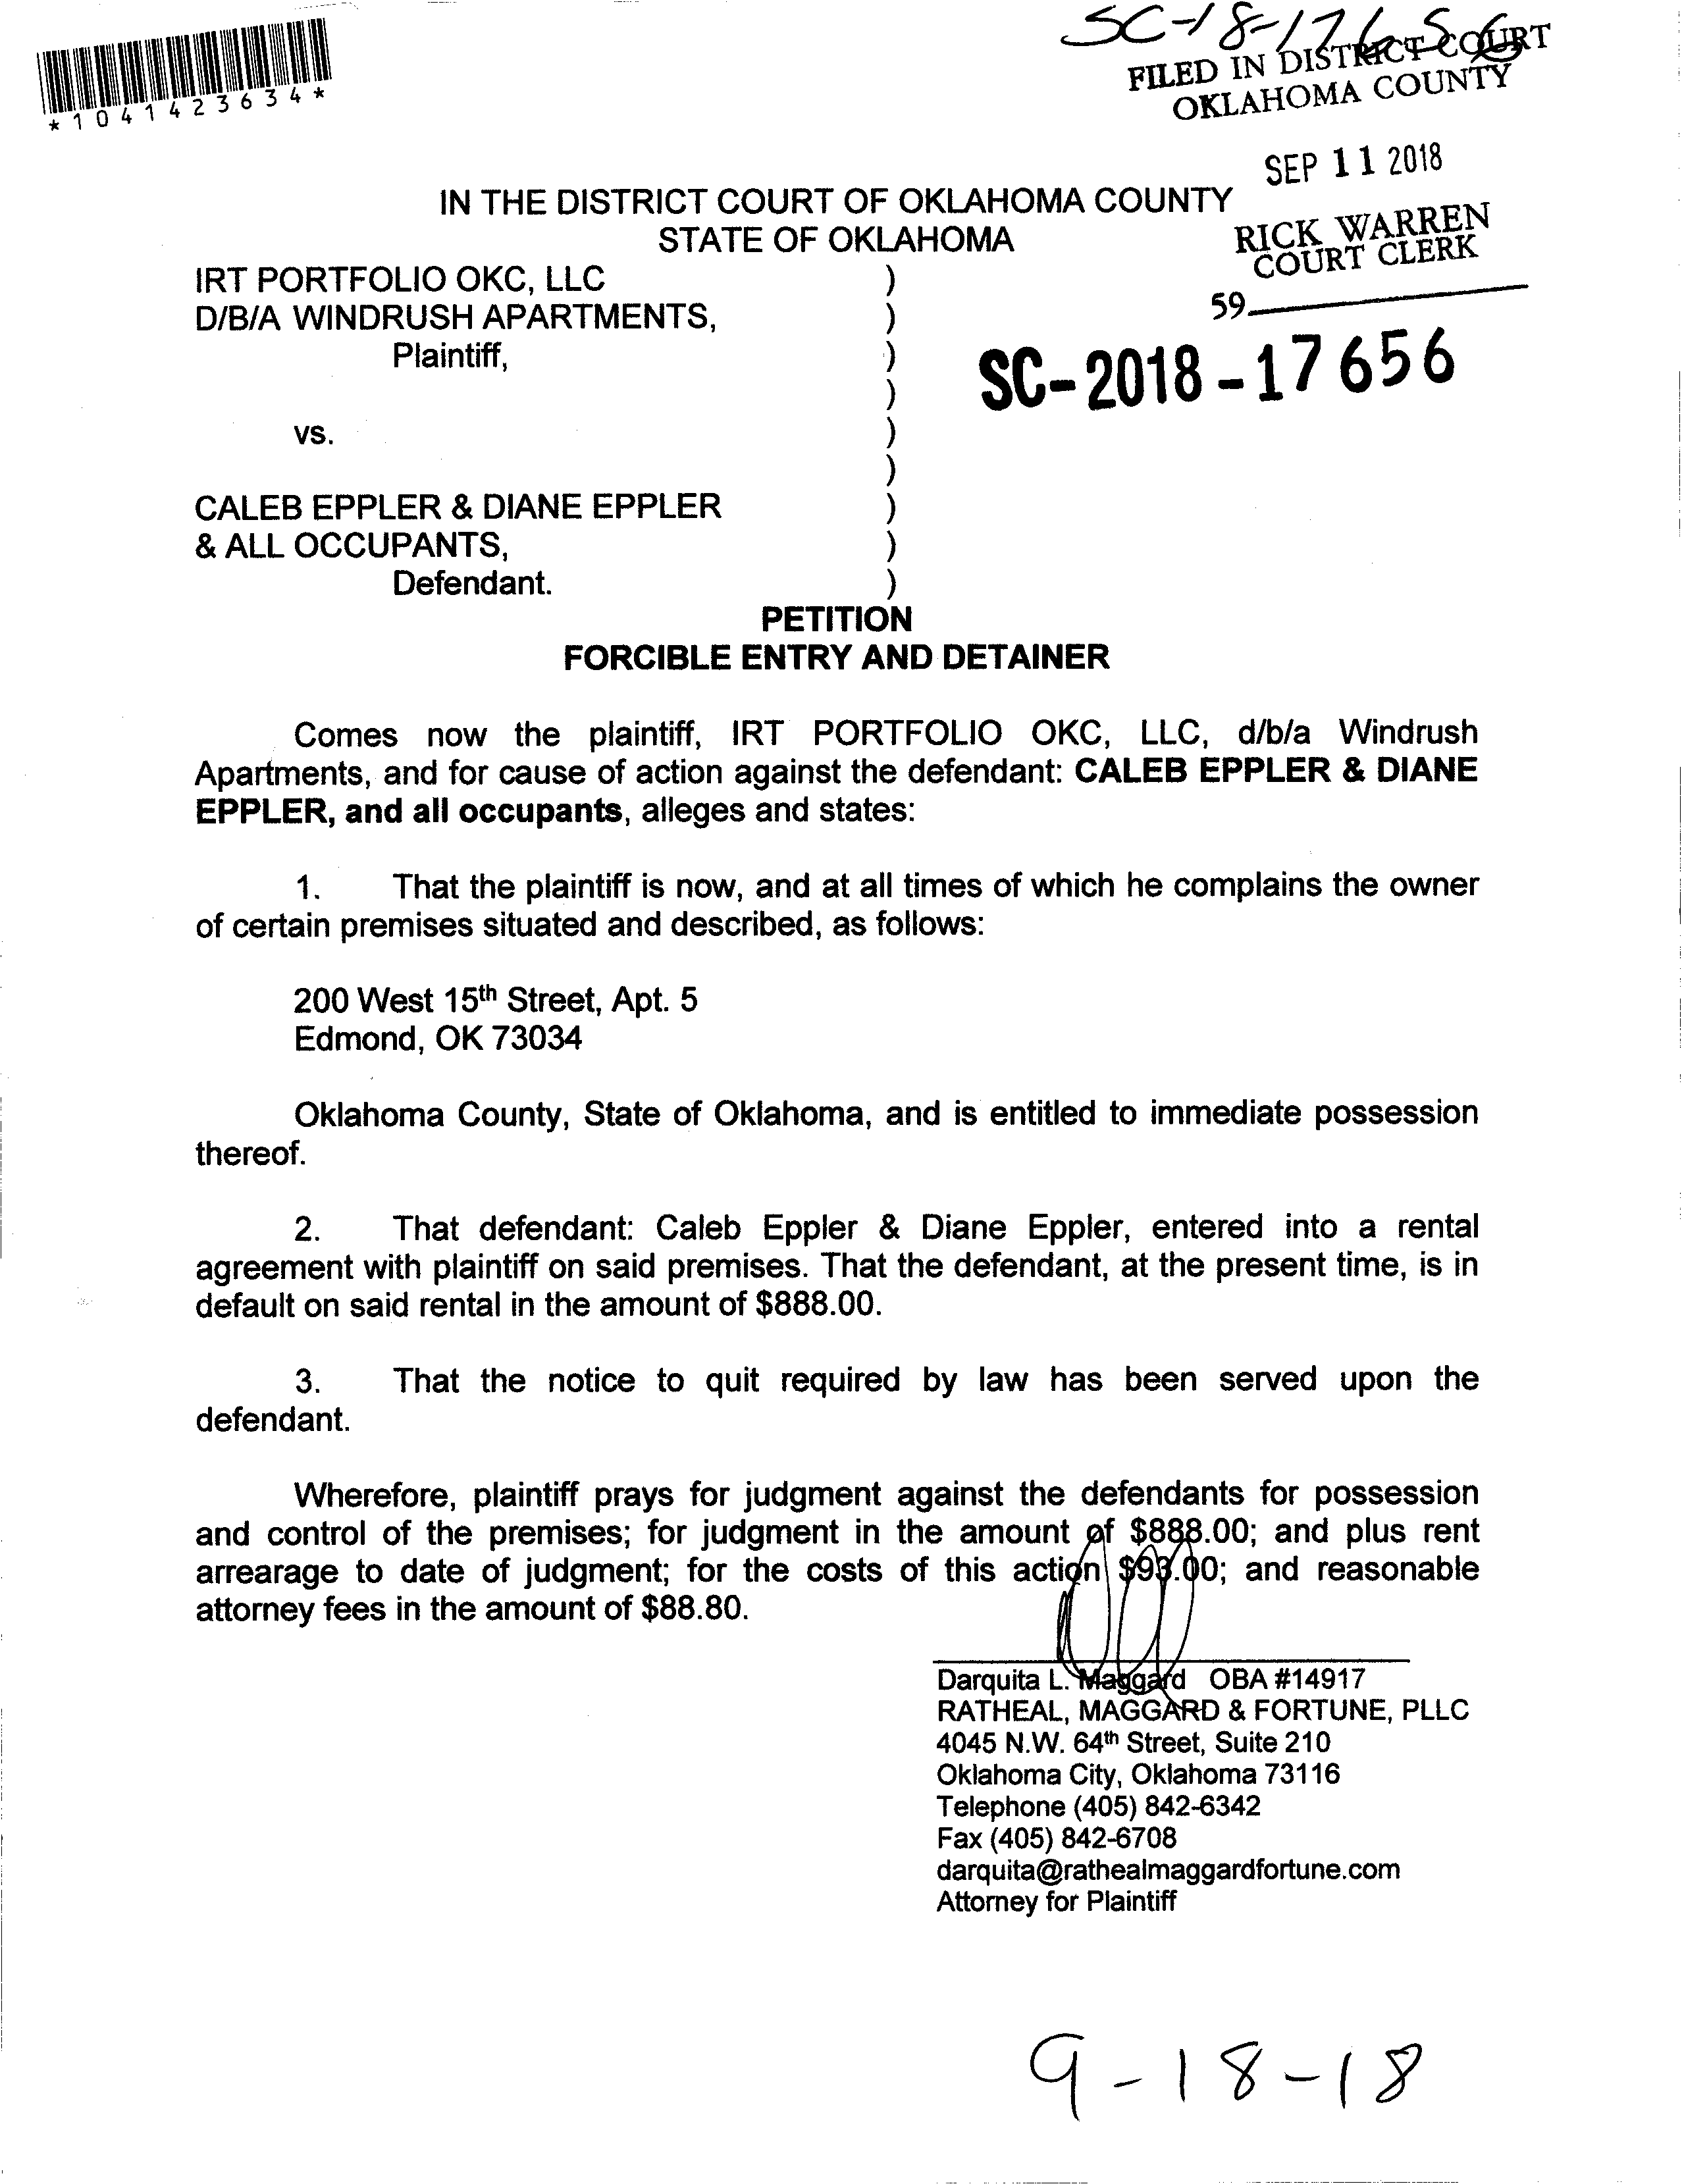 SC-18-17656
FILED IN DISTRICT COURT
OKLAHOMA COUNTY
*1041423634*
SEP 11 2018
IN THE DISTRICT COURT OF OKLAHOMA COUNTY
STATE OF OKLAHOMA
RICK WARREN
COURT CLERK
59
IRT PORTFOLIO OKC, LLC )
D/B/A WINDRUSH APARTMENTS, )
Plaintiff, )
)
SC-2018-17656
vs. )
)
CALEB EPPLER & DIANE EPPLER )
& ALL OCCUPANTS, )
Defendant. )
PETITION
FORCIBLE ENTRY AND DETAINER
Comes now the plaintiff, IRT PORTFOLIO OKC, LLC, d/b/a Windrush
Apartments, and for cause of action against the defendant: CALEB EPPLER & DIANE
EPPLER, and all occupants, alleges and states:
1. That the plaintiff is now, and at all times of which he complains the owner
of certain premises situated and described, as follows:
200 West 15th Street, Apt. 5
Edmond, OK 73034
Oklahoma County, State of Oklahoma, and is entitled to immediate possession
thereof.
2. That defendant: Caleb Eppler & Diane Eppler, entered into a rental
agreement with plaintiff on said premises. That the defendant, at the present time, is in
default on said rental in the amount of $888.00.
3. That the notice to quit required by law has been served upon the
defendant.
Wherefore, plaintiff prays for judgment against the defendants for possession
and control of the premises; for judgment in the amount of $888.00; and plus rent
arrearage to date of judgment; for the costs of this action $93.00; and reasonable
attorney fees in the amount of $88.80.
Darquita L. Maggard OBA #14917
RATHEAL, MAGGARD & FORTUNE, PLLC
4045 N.W. 64th Street, Suite 210
Oklahoma City, Oklahoma 73116
Telephone (405) 842-6342
Fax (405) 842-6708
darquita@rathealmaggardfortune.com
Attorney for Plaintiff
9-18-18